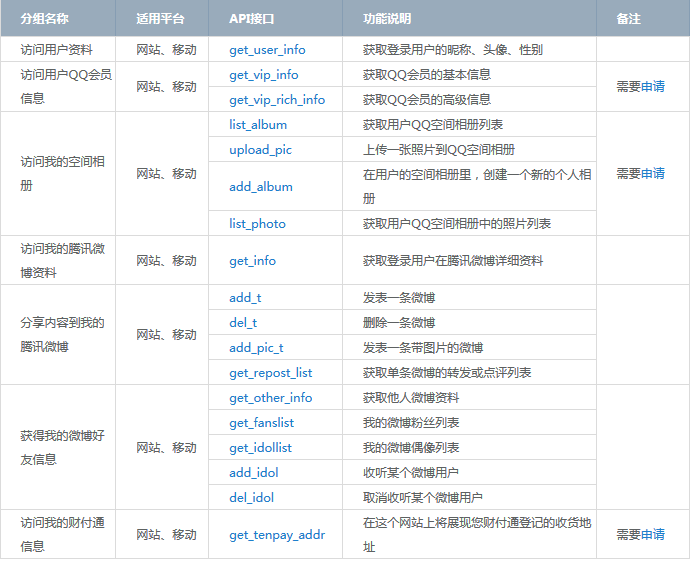 分组名称 适用平台 API接口 功能说明 备注
访问用户资料 网站、移动 get_user_info 获取登录用户的昵称、头像、性别
访问用户QQ会员
信息
网站、移动
get_vip_info 获取QQ会员的基本信息
get_vip_rich_info 获取QQ会员的高级信息
需要申请
访问我的空间相
册
网站、移动
list_album 获取用户QQ空间相册列表
upload_pic 上传一张照片到QQ空间相册
add_album 在用户的空间相册里，创建一个新的个人相
册
list_photo 获取用户QQ空间相册中的照片列表
需要申请
访问我的腾讯微
博资料
网站、移动 get_info 获取登录用户在腾讯微博详细资料
分享内容到我的
腾讯微博
网站、移动
add_t 发表一条微博
del_t 删除一条微博
add_pic_t 发表一条带图片的微博
get_repost_list 获取单条微博的转发或点评列表
获得我的微博好
友信息
网站、移动
get_other_info 获取他人微博资料
get_fanslist 我的微博粉丝列表
get_idollist 我的微博偶像列表
add_idol 收听某个微博用户
del_idol 取消收听某个微博用户
访问我的财付通
信息
网站、移动 get_tenpay_addr 在这个网站上将展现您财付通登记的收货地
址
需要申请